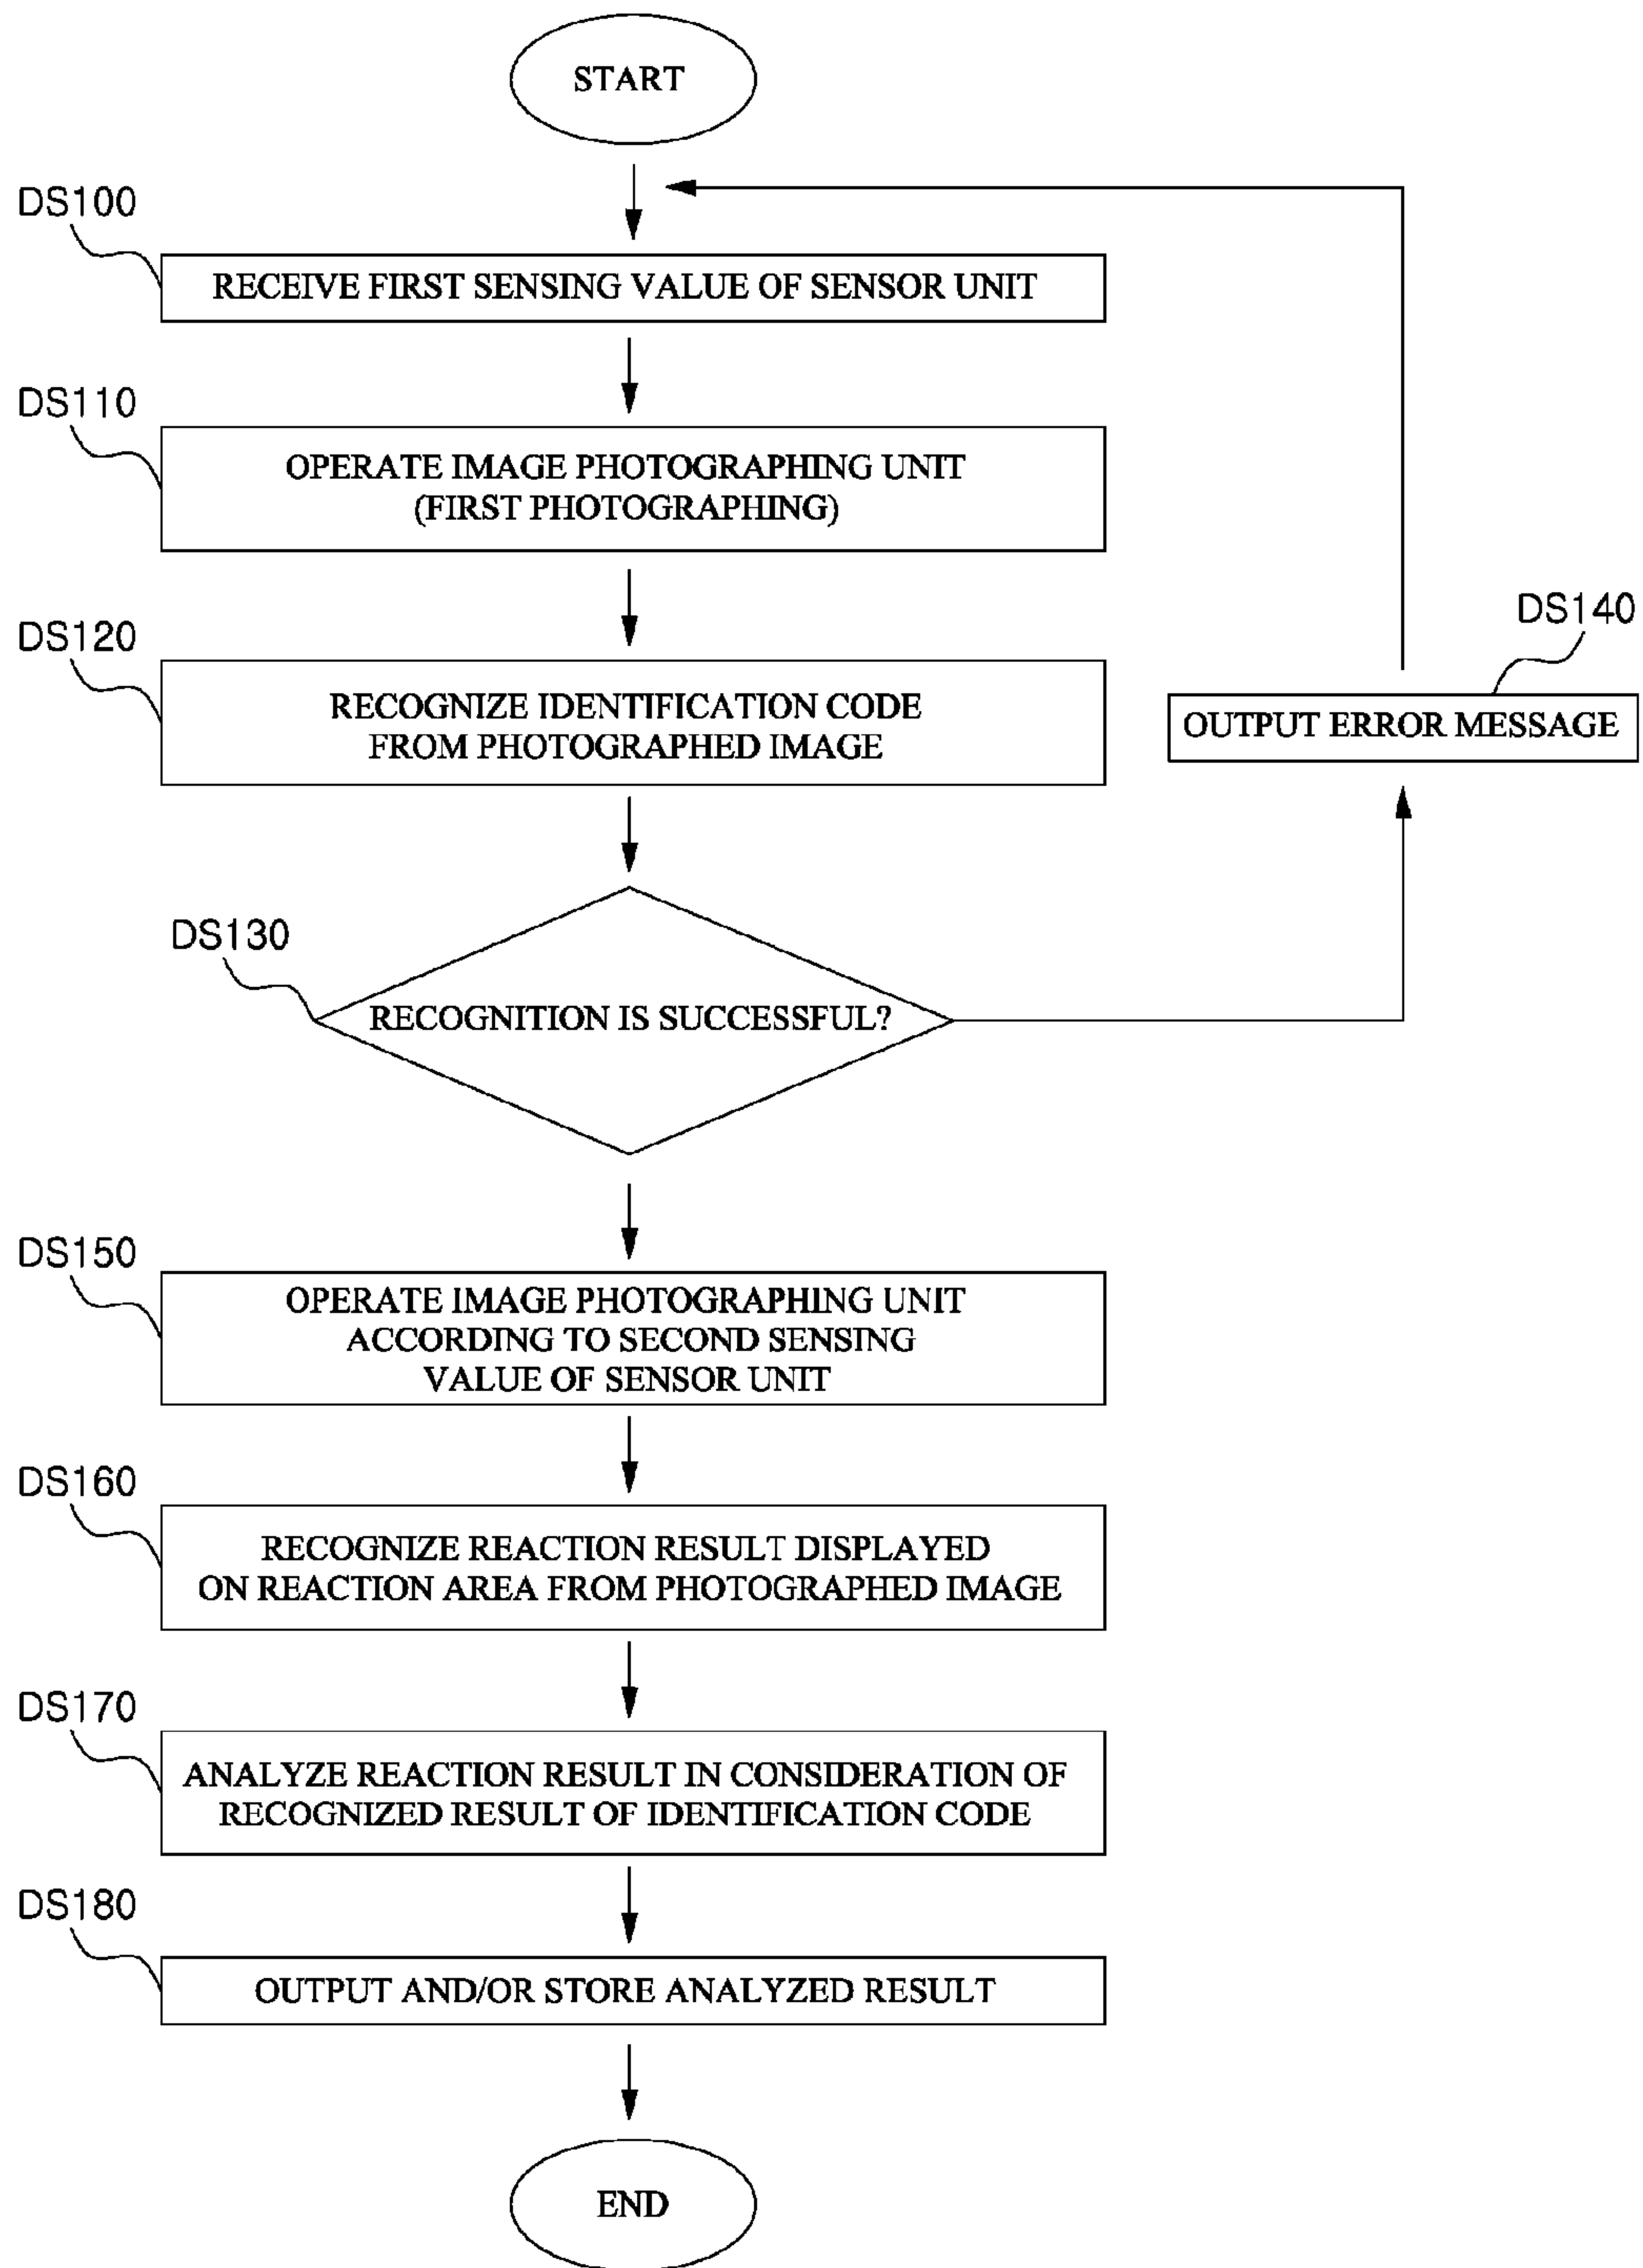 START
DS100
RECEIVE FIRST SENSING VALUE OF SENSOR UNIT
DS110
OPERATE IMAGE PHOTOGRAPHING UNIT
(FIRST PHOTOGRAPHING)
DS120
RECOGNIZE IDENTIFICATION CODE
FROM PHOTOGRAPHED IMAGE
DS140
OUTPUT ERROR MESSAGE
DS130
RECOGNITION IS SUCCESSFUL?
DS150
OPERATE IMAGE PHOTOGRAPHING UNIT
ACCORDING TO SECOND SENSING
VALUE OF SENSOR UNIT
DS160
RECOGNIZE REACTION RESULT DISPLAYED
ON REACTION AREA FROM PHOTOGRAPHED IMAGE
DS170
ANALYZE REACTION RESULT IN CONSIDERATION OF
RECOGNIZED RESULT OF IDENTIFICATION CODE
DS180
OUTPUT AND/OR STORE ANALYZED RESULT
END